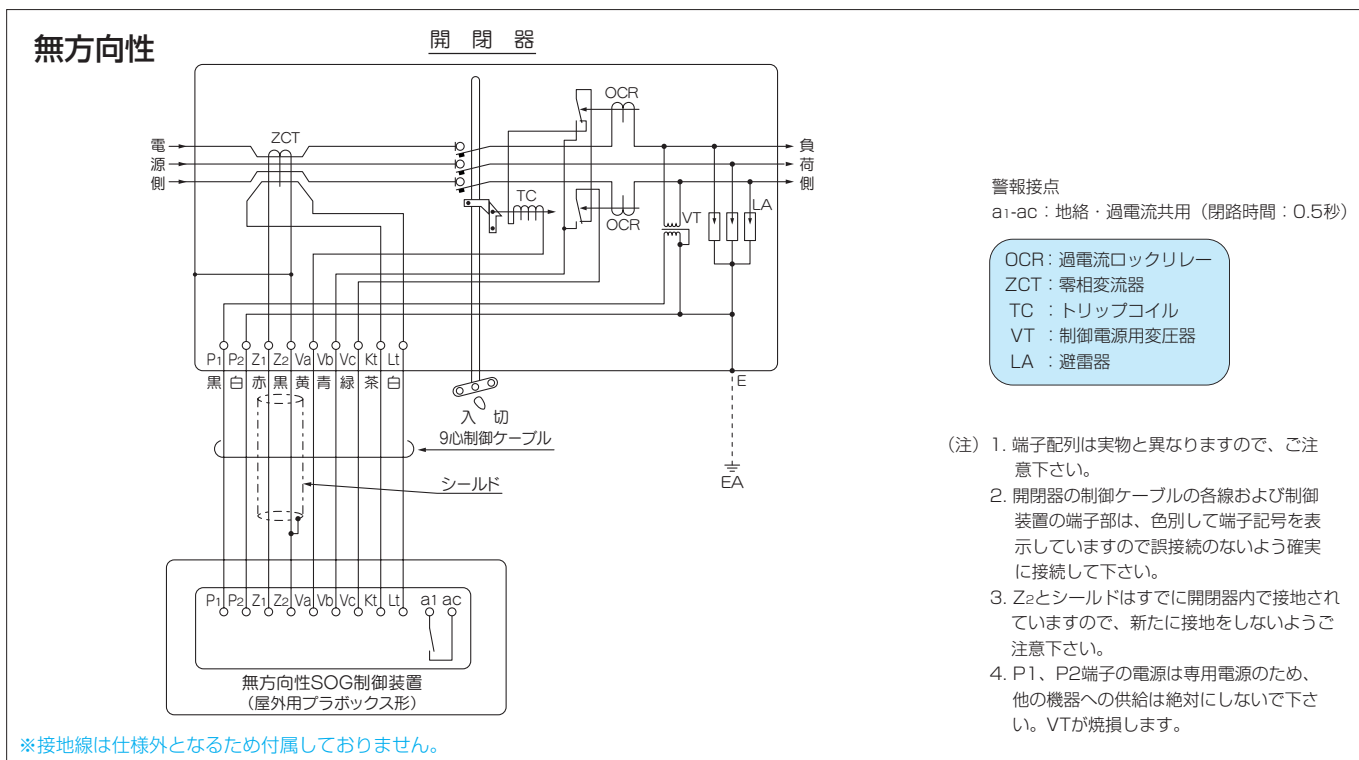 無方向性
開閉器
OCR
ZCT
電
源
側
負
荷
側
TC
OCR
VT
LA
P1 P2 Z1 Z2 Va Vb Vc Kt Lt
黒 白 赤 黒 黄 青 緑 茶 白
E
入 切
9心制御ケーブル
シールド
EA
P1 P2 Z1 Z2 Va Vb Vc Kt Lt a1 ac
無方向性SOG制御装置
(屋外用プラボックス形)
※接地線は仕様外となるため付属しておりません。
警報接点
a1-ac:地絡・過電流共用(閉路時間:0.5秒)
OCR:過電流ロックリレー
ZCT:零相変流器
TC :トリップコイル
VT :制御電源用変圧器
LA :避雷器
(注)1. 端子配列は実物と異なりますので、ご注
意下さい。
2. 開閉器の制御ケーブルの各線および制御
装置の端子部は、色別して端子記号を表
示していますので誤接続のないよう確実
に接続して下さい。
3. Z2とシールドはすでに開閉器内で接地され
ていますので、新たに接地をしないようご
注意下さい。
4. P1、P2端子の電源は専用電源のため、
他の機器への供給は絶対にしないで下さ
い。VTが焼損します。